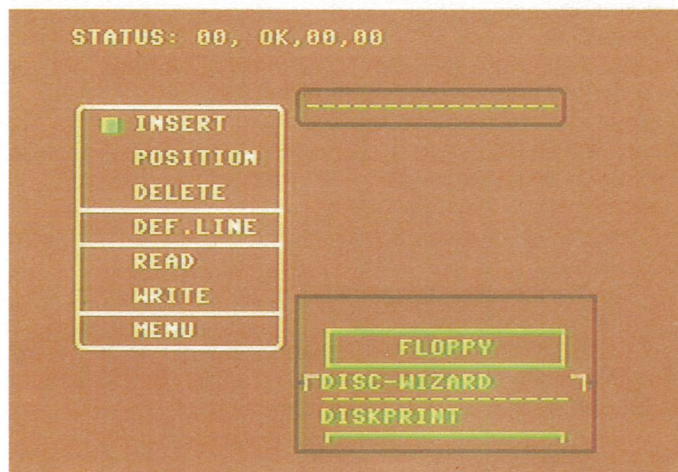 STATUS: 00, OK,00,00
INSERT
POSITION
DELETE
DEF.LINE
READ
WRITE
MENU
FLOPPY
DISC-WIZARD
DISKPRINT